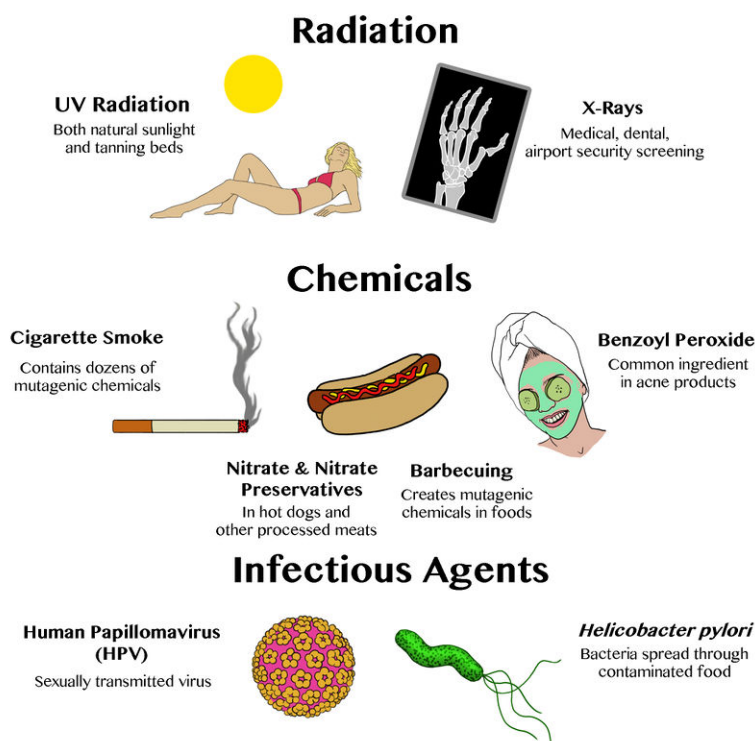 Radiation
UV Radiation
Both natural sunlight
and tanning beds
X-Rays
Medical, dental,
airport security screening
Chemicals
Cigarette Smoke
Contains dozens of
mutagenic chemicals
Benzoyl Peroxide
Common ingredient
in acne products
Nitrate & Nitrate
Preservatives
In hot dogs and
other processed meats
Barbecuing
Creates mutagenic
chemicals in foods
Infectious Agents
Human Papillomavirus
(HPV)
Sexually transmitted virus
Helicobacter pylori
Bacteria spread through
contaminated food